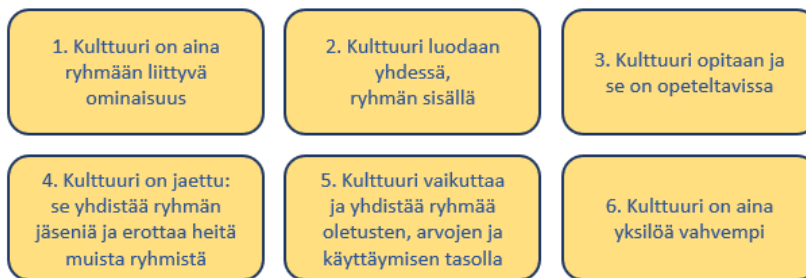 1. Kulttuuri on aina
ryhmään liittyvä
ominaisuus
2. Kulttuuri luodaan
yhdessä,
ryhmän sisällä
3. Kulttuuri opitaan ja
se on opeteltavissa
4. Kulttuuri on jaettu:
se yhdistää ryhmän
jäseniä ja erottaa heitä
muista ryhmistä
5. Kulttuuri vaikuttaa
ja yhdistää ryhmää
oletusten, arvojen ja
käyttäymisen tasolla
6. Kulttuuri on aina
yksilöä vahvempi